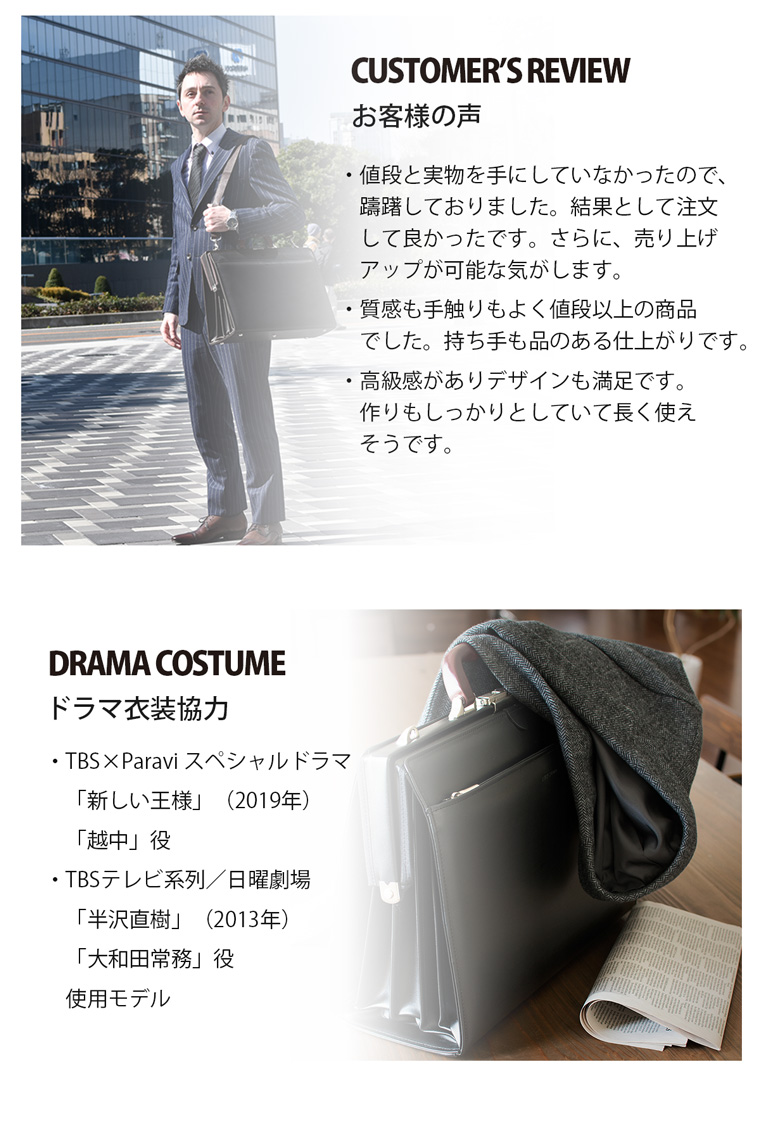 CUSTOMER'S REVIEW
お客様の声
・値段と実物を手にしていなかったので、
躊躇しておりました。結果として注文
して良かったです。さらに、売り上げ
アップが可能な気がします。
・質感も手触りもよく値段以上の商品
でした。持ち手も品のある仕上がりです。
・高級感がありデザインも満足です。
作りもしっかりとしていて長く使え
そうです。
DRAMA COSTUME
ドラマ衣装協力
・TBS×Paravi スペシャルドラマ
「新しい王様」（2019年）
「越中」役
・TBSテレビ系列／日曜劇場
「半沢直樹」（2013年）
「大和田常務」役
使用モデル